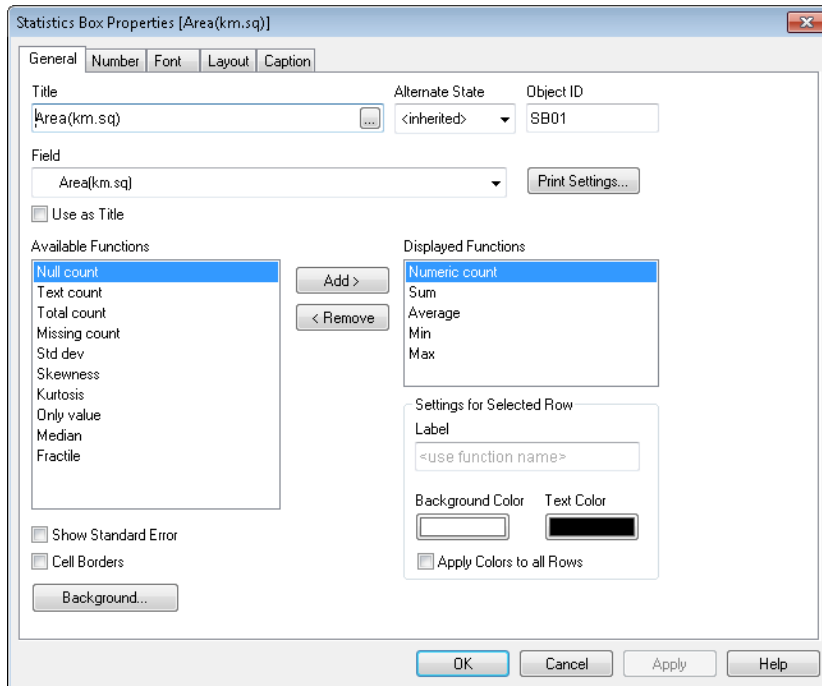 Statistics Box Properties [Area(km.sq)]
General Number Font Layout Caption
Title Alternate State Object ID
Area(km.sq) ... <inherited> SB01
Field
Area(km.sq) Print Settings...
Use as Title
Available Functions Displayed Functions
Null count Add > Numeric count
Text count Sum
Total count < Remove Average
Missing count Min
Std dev Max
Skewness
Kurtosis Settings for Selected Row
Only value Label
Median <use function name>
Fractile
Background Color Text Color
Show Standard Error
Cell Borders Apply Colors to all Rows
Background...
OK Cancel Apply Help